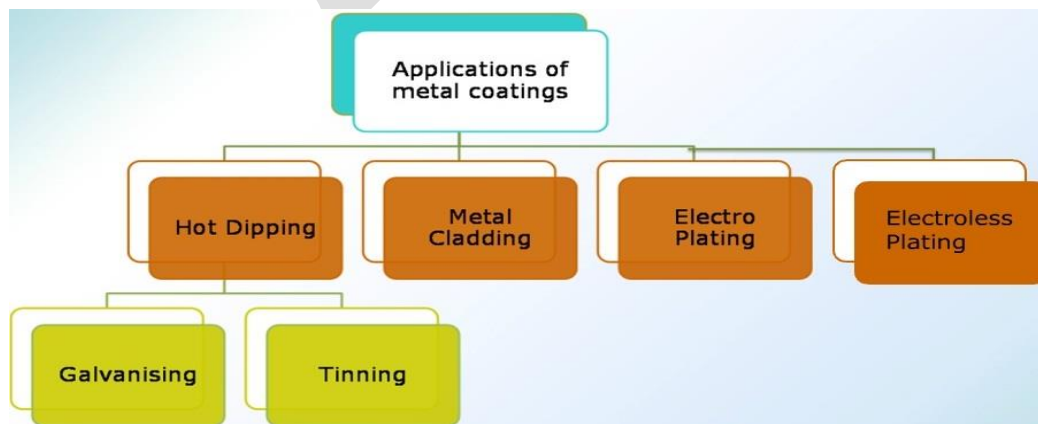 Applications of
metal coatings
Hot Dipping
Metal
Cladding
Electro
Plating
Electroless
Plating
Galvanising
Tinning